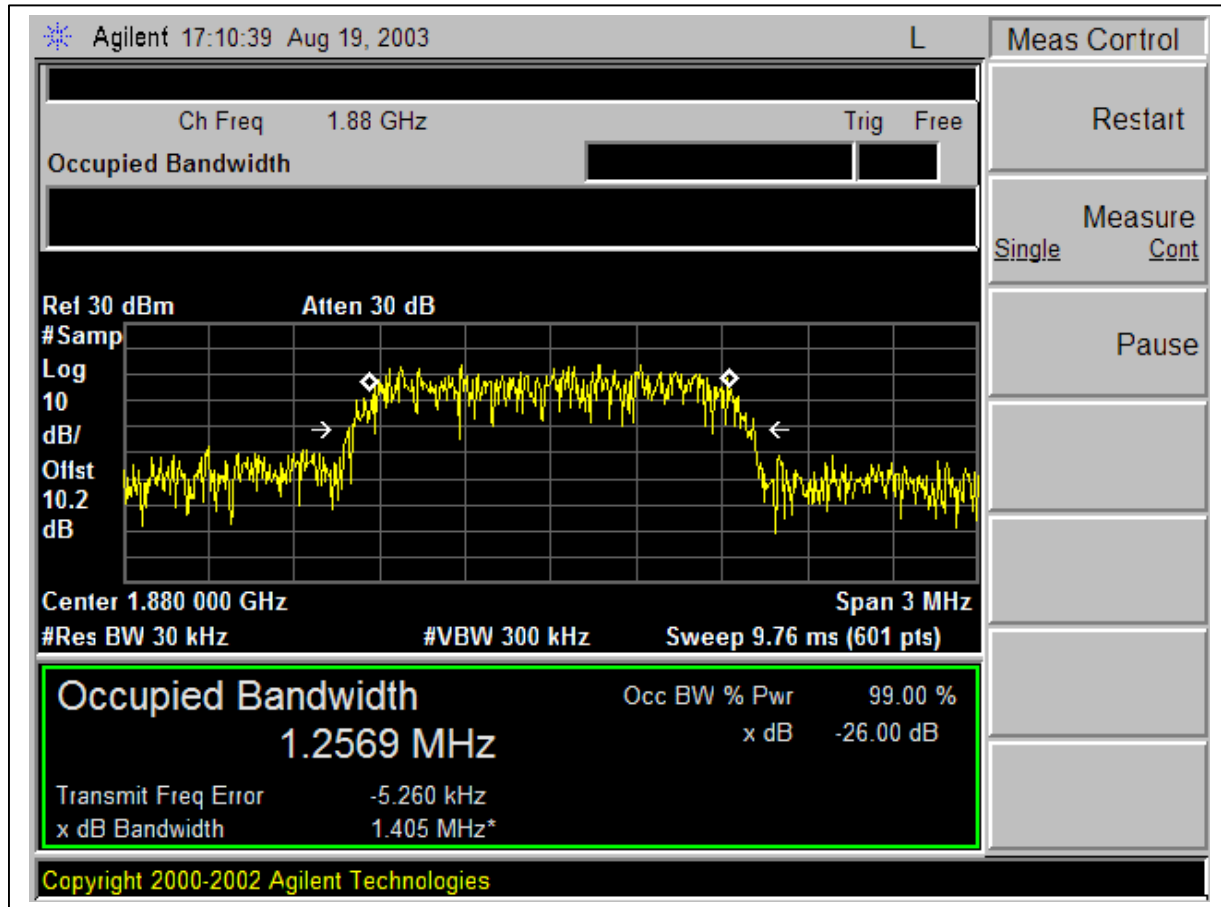 Agilent 17:10:39 Aug 19, 2003 L
Meas Control
Ch Freq 1.88 GHz Trig Free
Occupied Bandwidth
Restart
Measure
Single Cont
Pause
Ref 30 dBm Atten 30 dB
#Samp
Log
10
dB/
Offst
10.2
dB
Center 1.880 000 GHz Span 3 MHz
#Res BW 30 kHz #VBW 300 kHz Sweep 9.76 ms (601 pts)
Occupied Bandwidth
1.2569 MHz
Occ BW % Pwr 99.00 %
x dB -26.00 dB
Transmit Freq Error -5.260 kHz
x dB Bandwidth 1.405 MHz*
Copyright 2000-2002 Agilent Technologies